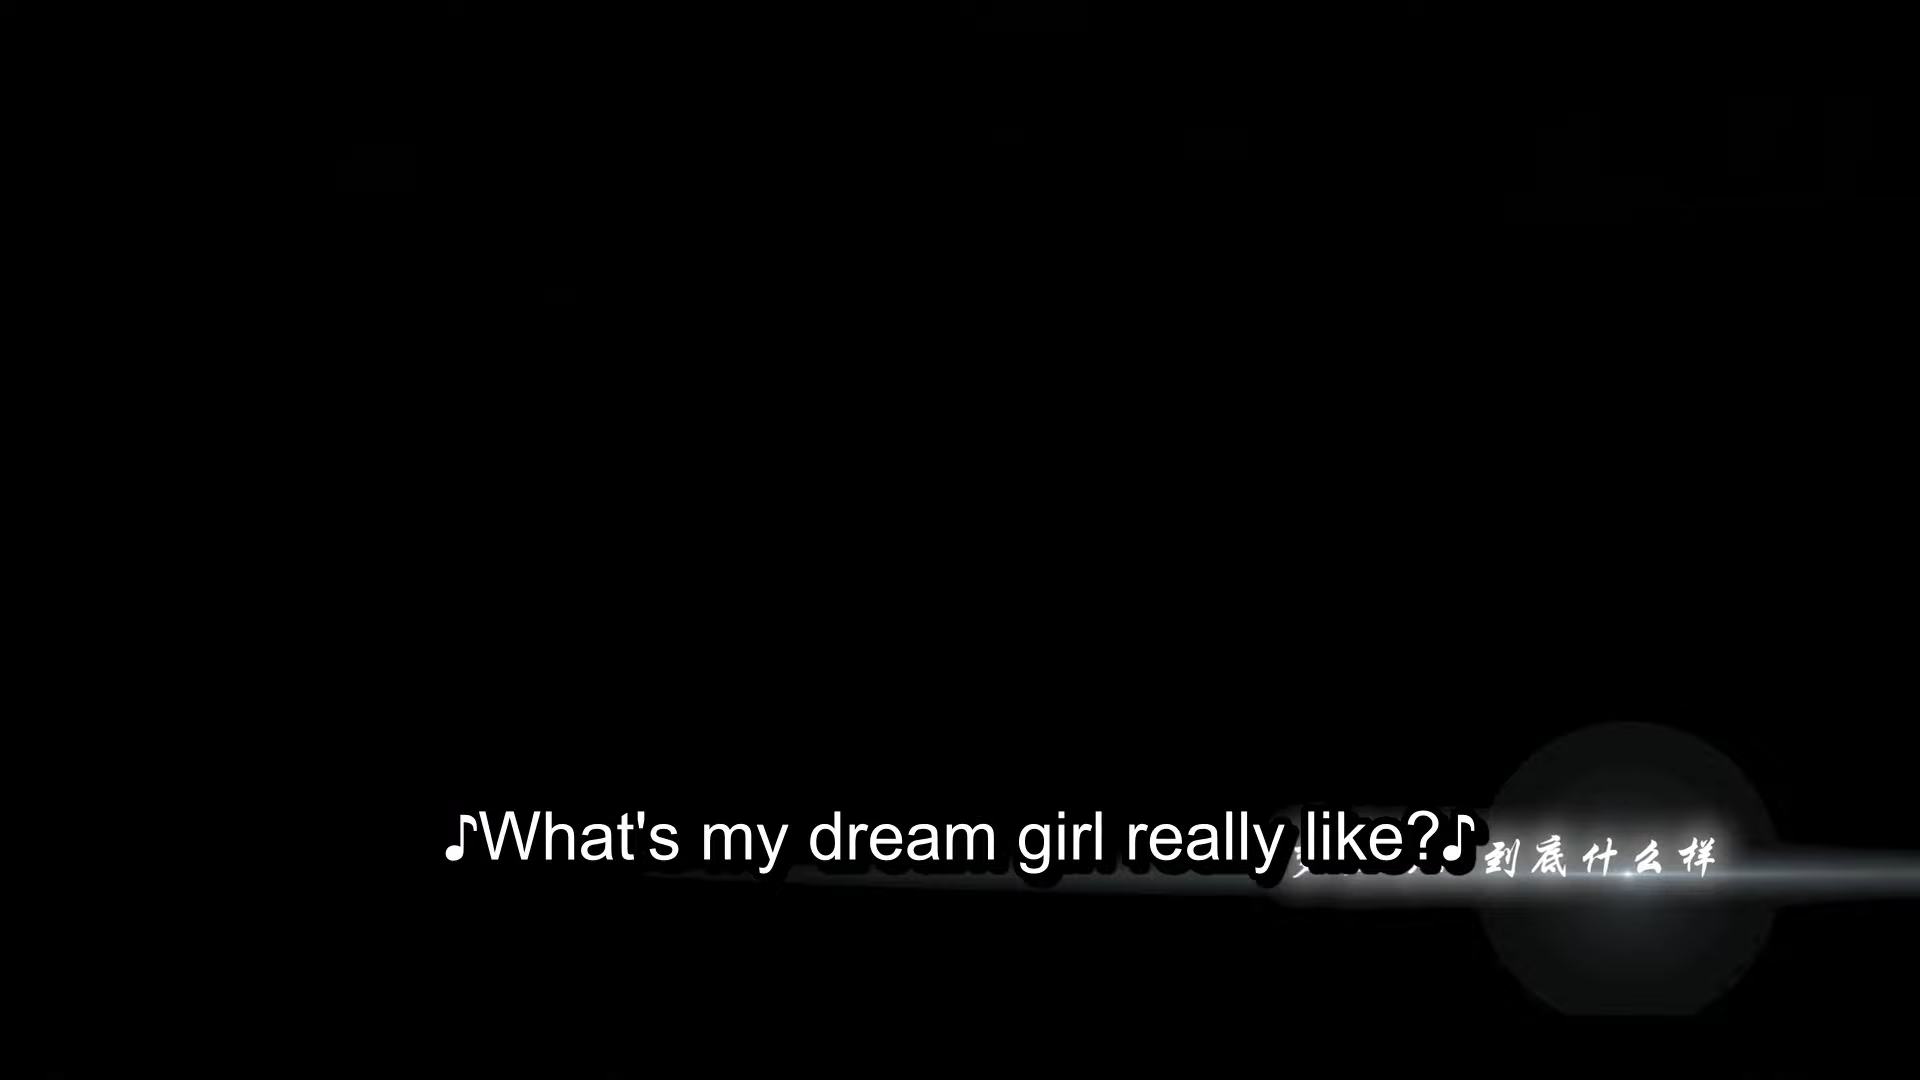 ♪What's my dream girl really like?♪
到底什么样